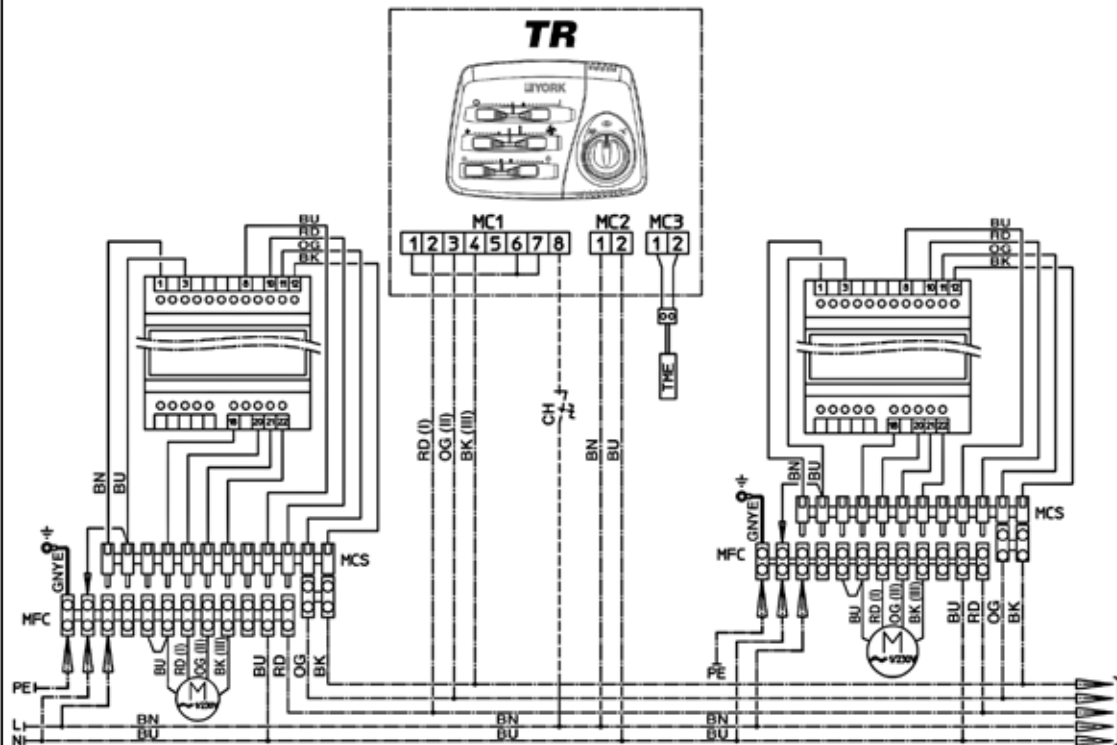 TR
YORK
MC1 MC2 MC3
1 2 3 4 5 6 7 8 1 2 1 2
BU
RD
OG
BK
1 3 8 10 11 12
18 20 21 22
BN
BU
GNYE
MCS
MFC
BU
RD (I)
OG (II)
BK (III)
BU
RD
OG
BK
M
~ 1/230V
PE
L
N
BN
BU
RD (I)
OG (II)
BK (III)
CH
BN
BU
TME
BN
BU
BU
RD
OG
BK
1 3 8 10 11 12
18 20 21 22
BN
BU
GNYE
MCS
MFC
BU
RD (I)
OG (II)
BK (III)
BU
RD
OG
BK
M
~ 1/230V
PE
BN
BU